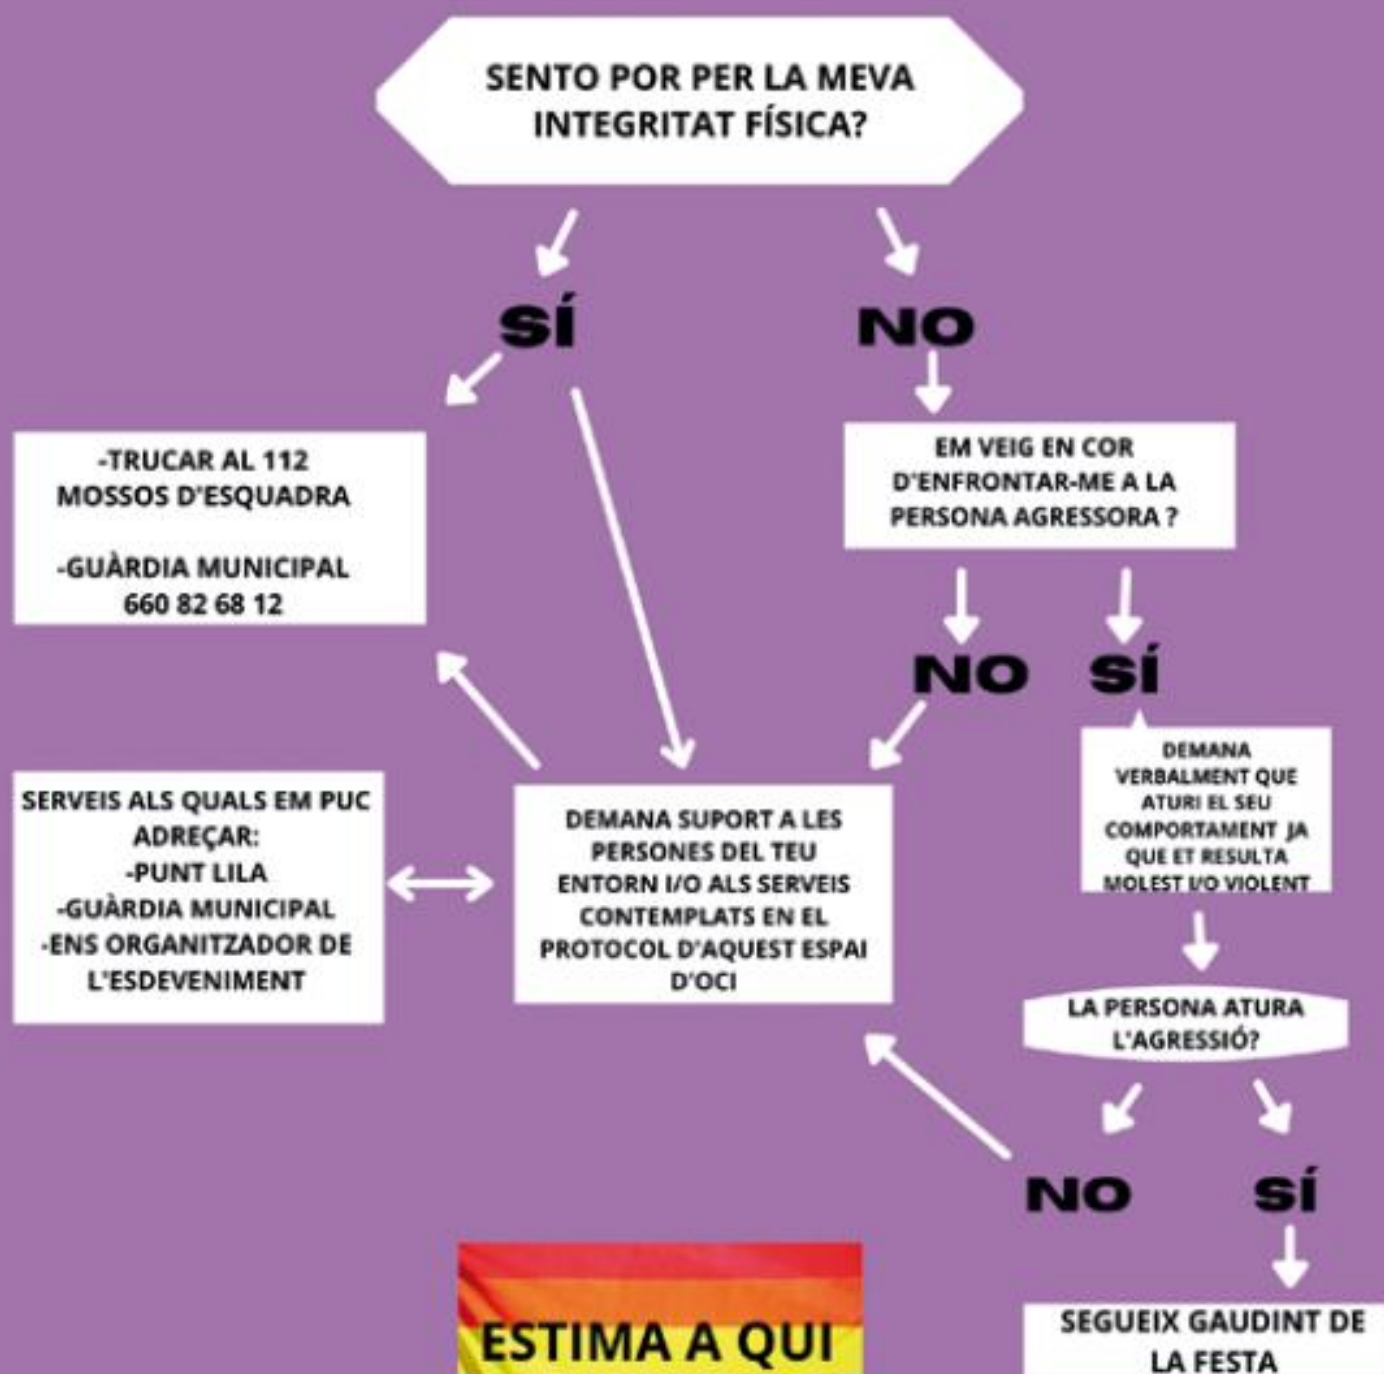 SENTO POR PER LA MEVA
INTEGRITAT FÍSICA?
SÍ
NO
-TRUCAR AL 112
MOSSOS D'ESQUADRA
-GUÀRDIA MUNICIPAL
660 82 68 12
EM VEIG EN COR
D'ENFRONTAR-ME A LA
PERSONA AGRESSORA ?
NO
SÍ
DEMANA
VERBALMENT QUE
ATURI EL SEU
COMPORTAMENT JA
QUE ET RESULTA
MOLEST I/O VIOLENT
SERVEIS ALS QUALS EM PUC
ADREÇAR:
-PUNT LILA
-GUÀRDIA MUNICIPAL
-ENS ORGANITZADOR DE
L'ESDEVENIMENT
DEMANA SUPORT A LES
PERSONES DEL TEU
ENTORN I/O ALS SERVEIS
CONTEMPLATS EN EL
PROTOCOL D'AQUEST ESPAI
D'OCI
LA PERSONA ATURA
L'AGRESSIÓ?
NO
SÍ
ESTIMA A QUI
SEGUEIX GAUDINT DE
LA FESTA